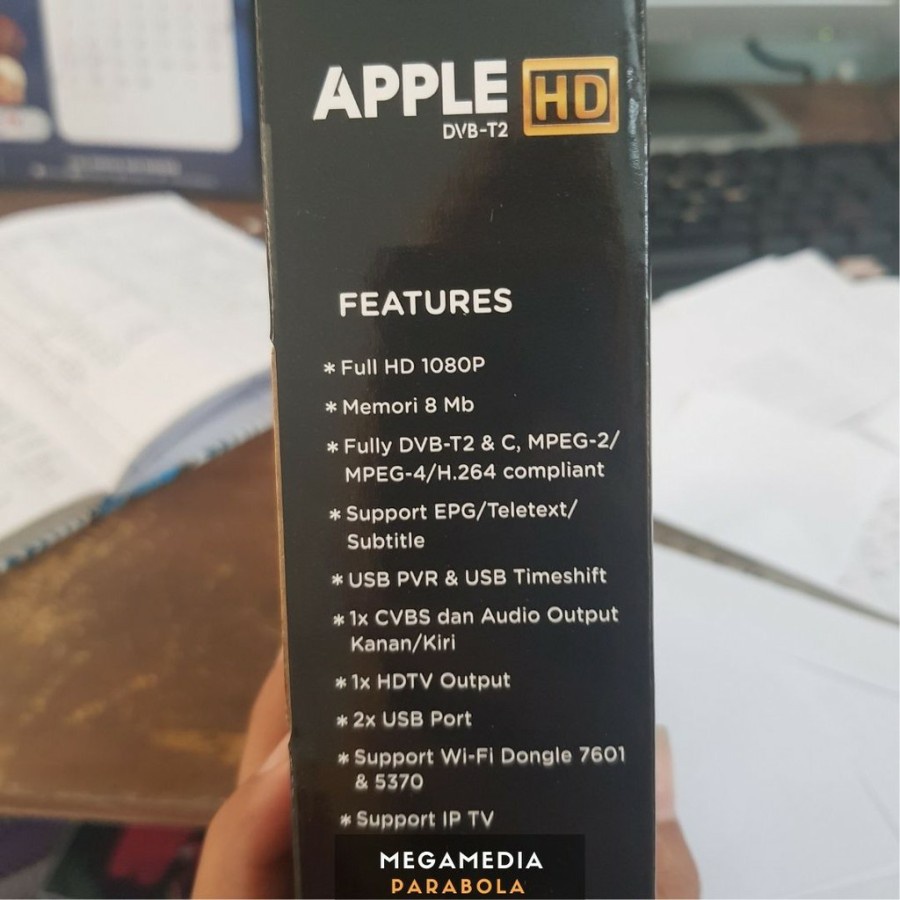 APPLE HD
DVB-T2
FEATURES
* Full HD 1080P
* Memori 8 Mb
* Fully DVB-T2 & C, MPEG-2/
MPEG-4/H.264 compliant
* Support EPG/Teletext/
Subtitle
* USB PVR & USB Timeshift
* 1x CVBS dan Audio Output
Kanan/Kiri
* 1x HDTV Output
* 2x USB Port
* Support Wi-Fi Dongle 7601
& 5370
* Support IP TV
MEGAMEDIA
PARABOLA